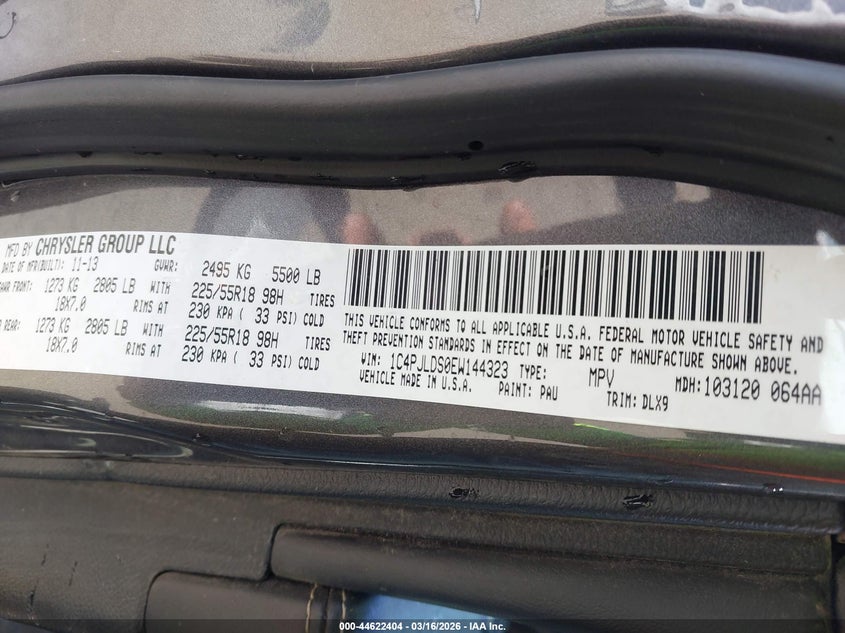 MFD BY CHRYSLER GROUP LLC
DATE OF MFR(BUILT): 11-13 GVWR: 2495 KG 5500 LB
FRONT: 1273 KG 2805 LB WITH 225/55R18 98H TIRES
18X7.0 RIMS AT 230 KPA ( 33 PSI) COLD
REAR: 1273 KG 2805 LB WITH 225/55R18 98H TIRES
18X7.0 RIMS AT 230 KPA ( 33 PSI) COLD
THIS VEHICLE CONFORMS TO ALL APPLICABLE U.S.A. FEDERAL MOTOR VEHICLE SAFETY AND
THEFT PREVENTION STANDARDS IN EFFECT ON THE DATE OF MANUFACTURE SHOWN ABOVE.
VIN: 1C4PJLDS0EW144323 TYPE: MPV MDH: 103120 064AA
VEHICLE MADE IN U.S.A. PAINT: PAU TRIM: DLX9
000-44622404 - 03/16/2026 - IAA Inc.